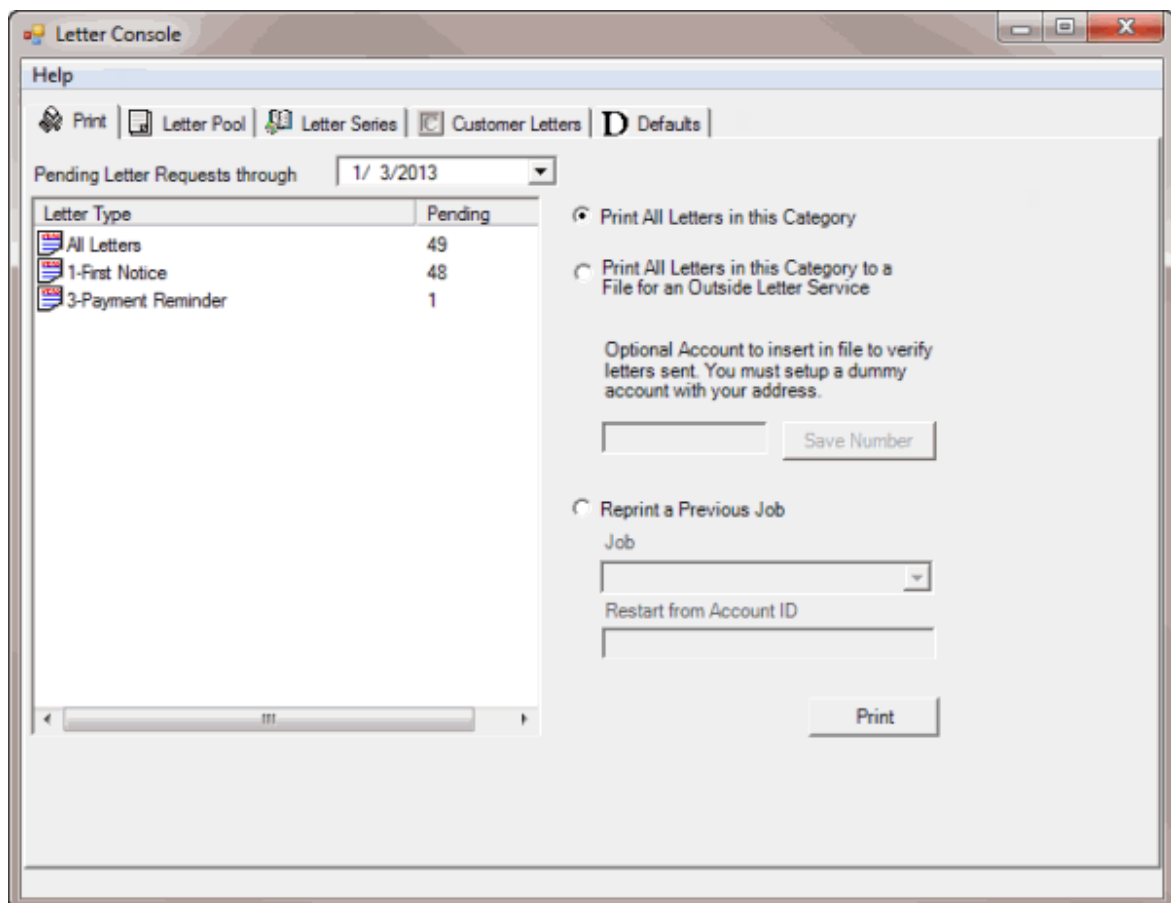 Letter Console
Help
Print Letter Pool Letter Series C Customer Letters D Defaults
Pending Letter Requests through 1/ 3/2013
Letter Type Pending
All Letters 49
1-First Notice 48
3-Payment Reminder 1
Print All Letters in this Category
Print All Letters in this Category to a
File for an Outside Letter Service
Optional Account to insert in file to verify
letters sent. You must setup a dummy
account with your address.
Save Number
Reprint a Previous Job
Job
Restart from Account ID
Print